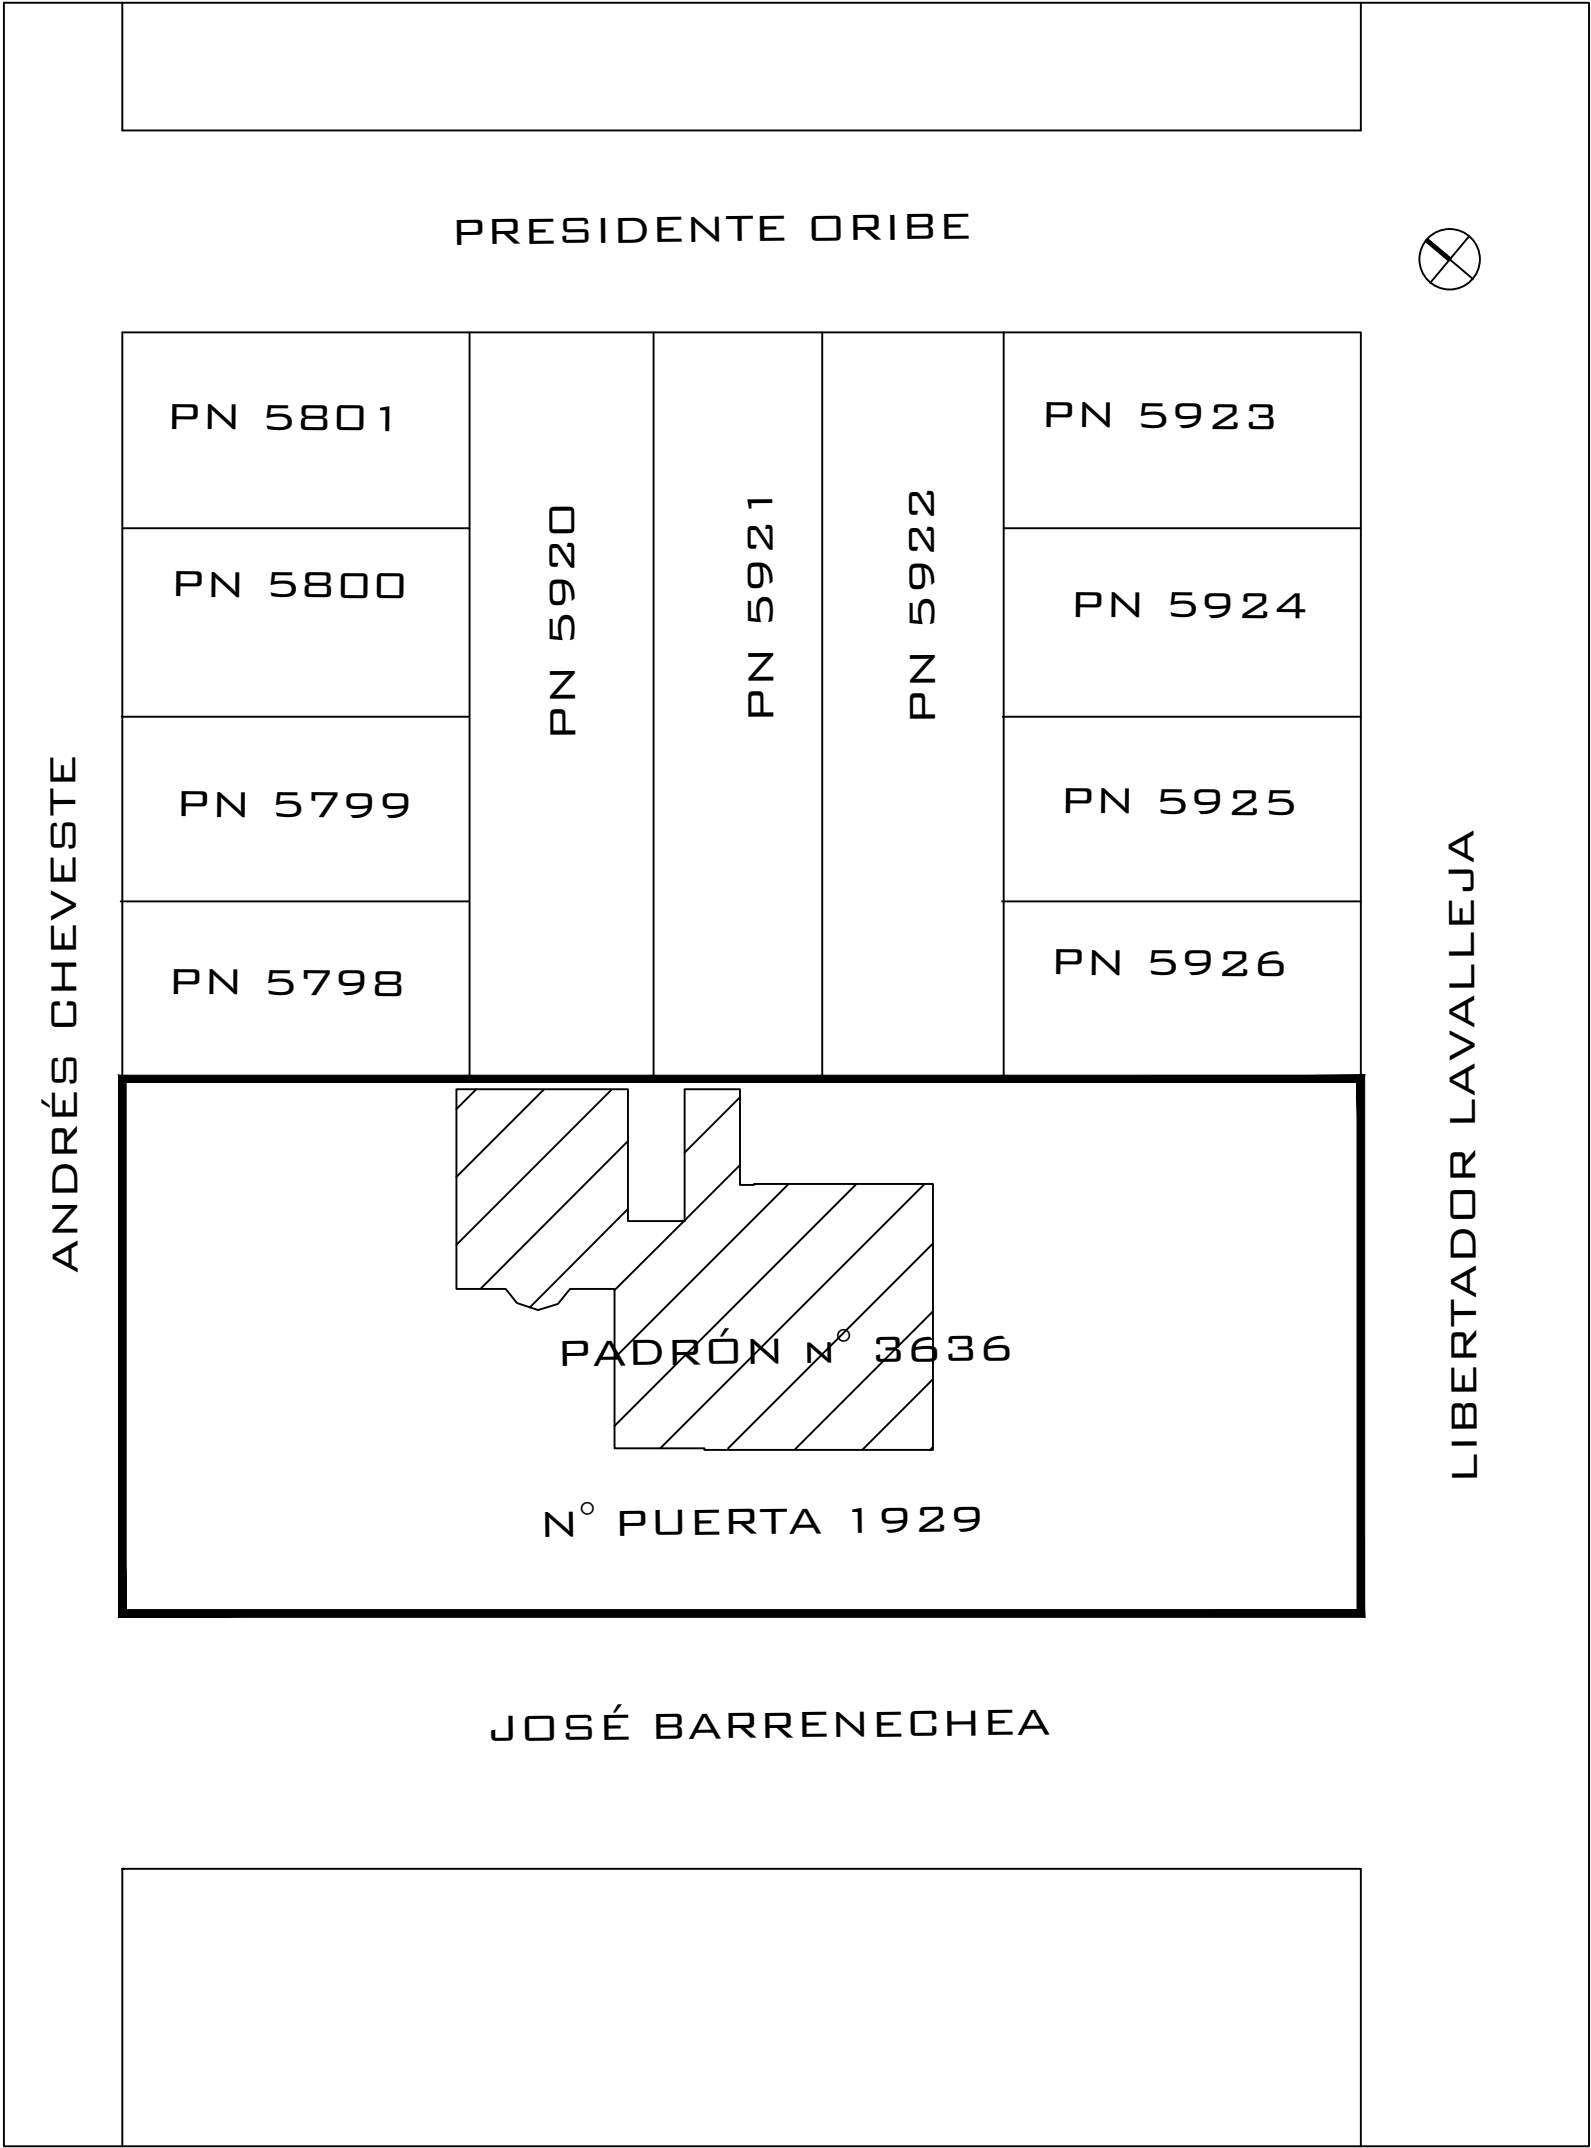 PRESIDENTE ORIBE
PN 5801
PN 5923
PN 5920
PN 5921
PN 5922
PN 5800
PN 5924
PN 5799
PN 5925
PN 5798
PN 5926
ANDRÉS CHEVESTE
LIBERTADOR LAVALLEJA
PADRÓN N° 3636
N° PUERTA 1929
JOSÉ BARRENECHEA